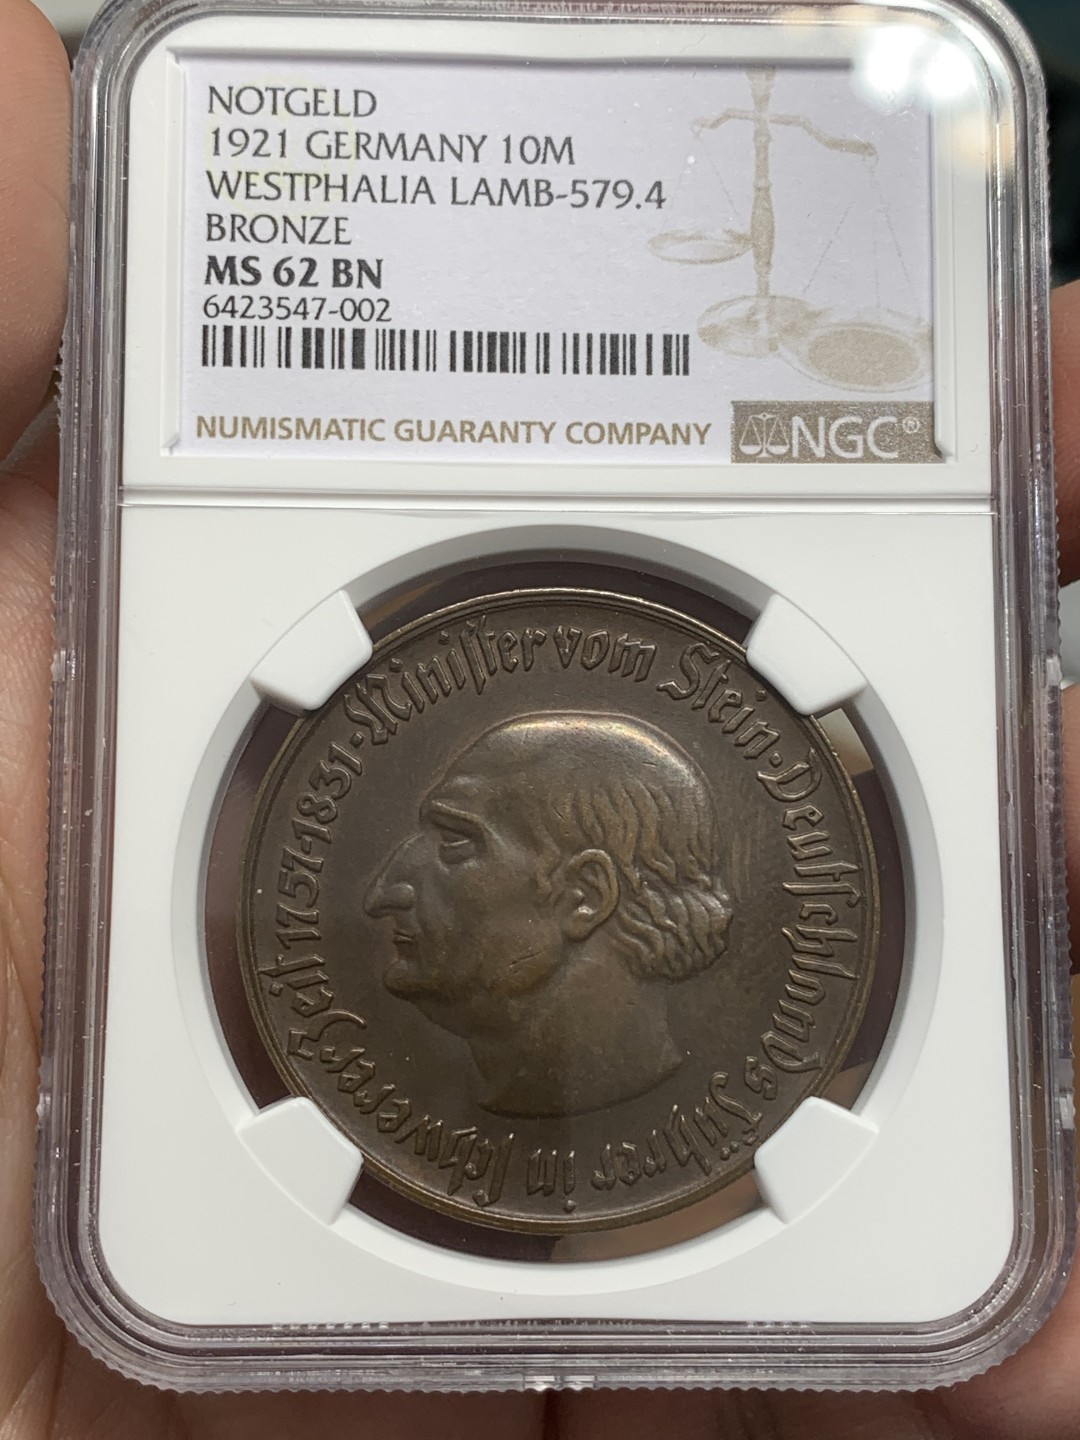 NOTGELD
1921 GERMANY 10M
WESTPHALIA LAMB-579.4
BRONZE
MS 62 BN
6423547-002
NUMISMATIC GUARANTY COMPANY
NGC®
Minister vom Stein · Deutschlands Führer in schwerer Zeit 1757-1831 ·